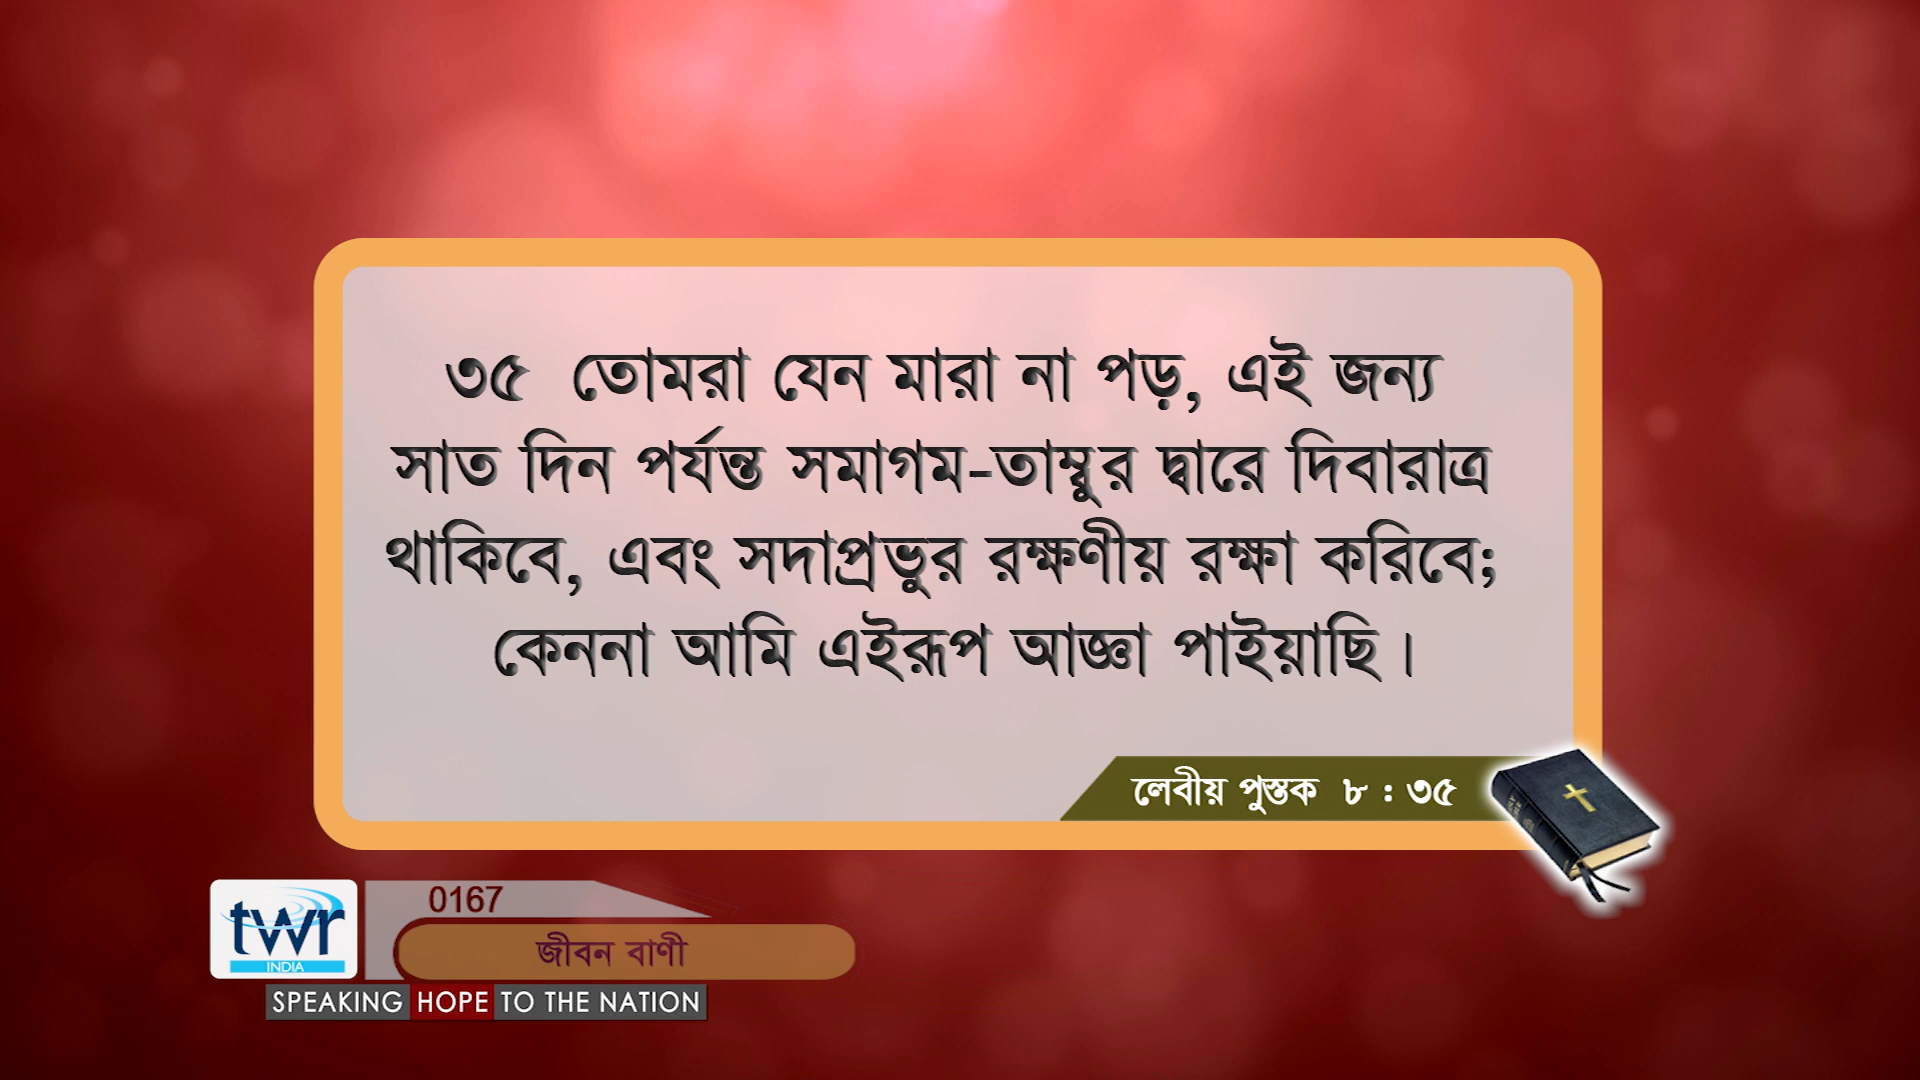 ৩৫ তোমরা যেন মারা না পড়, এই জন্য
সাত দিন পর্যন্ত সমাগম-তাম্বুর দ্বারে দিবারাত্র
থাকিবে, এবং সদাপ্রভুর রক্ষণীয় রক্ষা করিবে;
কেননা আমি এইরূপ আজ্ঞা পাইয়াছি।
লেবীয় পুস্তক ৮ : ৩৫
0167
twr
INDIA
জীবন বাণী
SPEAKING HOPE TO THE NATION